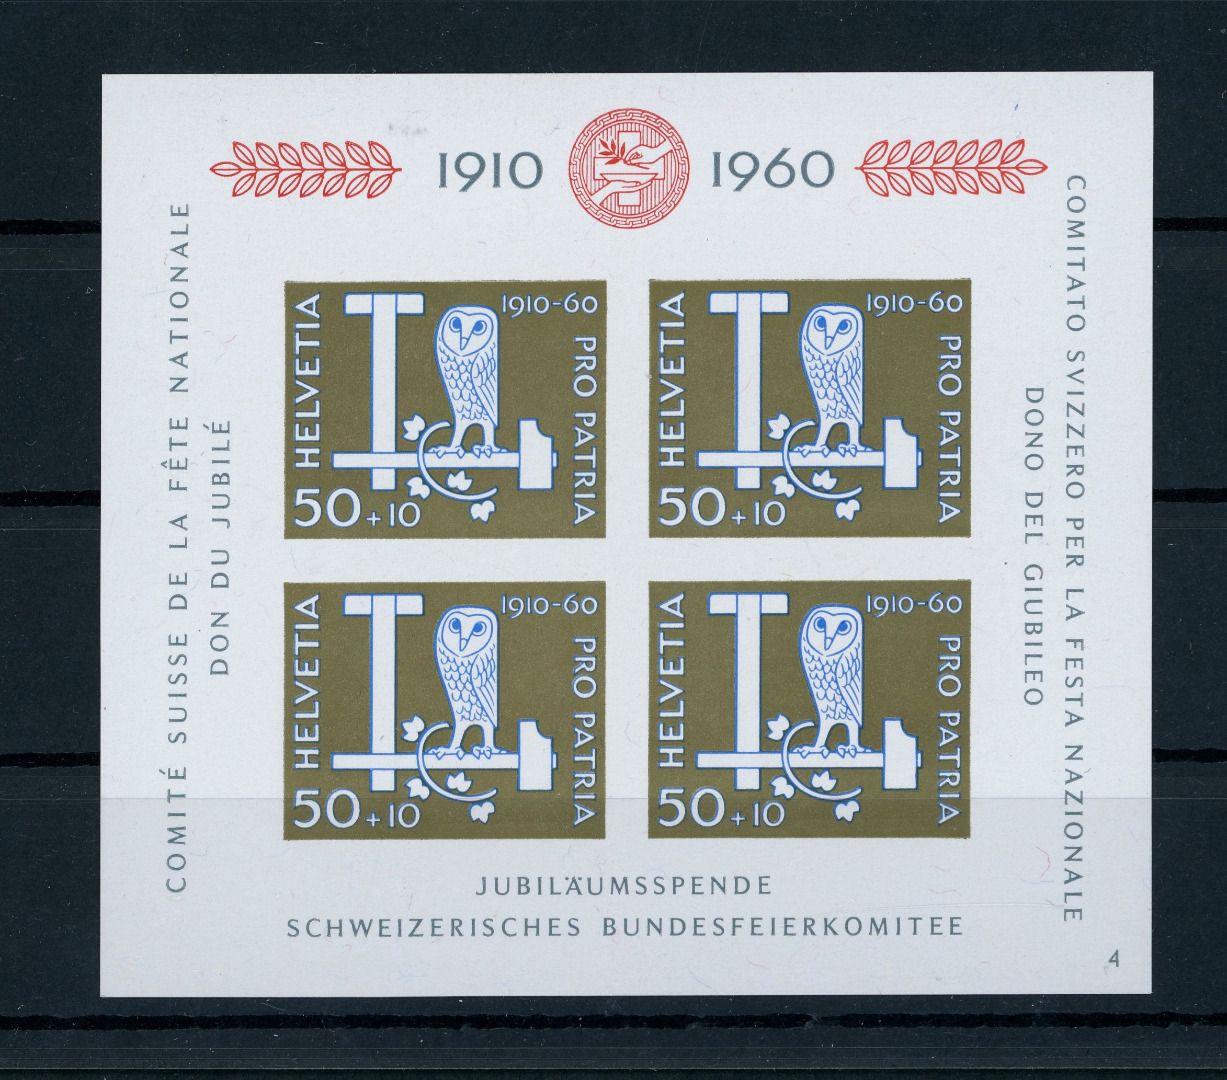 1910 1960
COMITÉ SUISSE DE LA FÊTE NATIONALE
DON DU JUBILÉ
HELVETIA
1910-60
PRO PATRIA
50+10
HELVETIA
1910-60
PRO PATRIA
50+10
HELVETIA
1910-60
PRO PATRIA
50+10
HELVETIA
1910-60
PRO PATRIA
50+10
COMITATO SVIZZERO PER LA FESTA NAZIONALE
DONO DEL GIUBILEO
JUBILÄUMSSPENDE
SCHWEIZERISCHES BUNDESFEIERKOMITEE
4